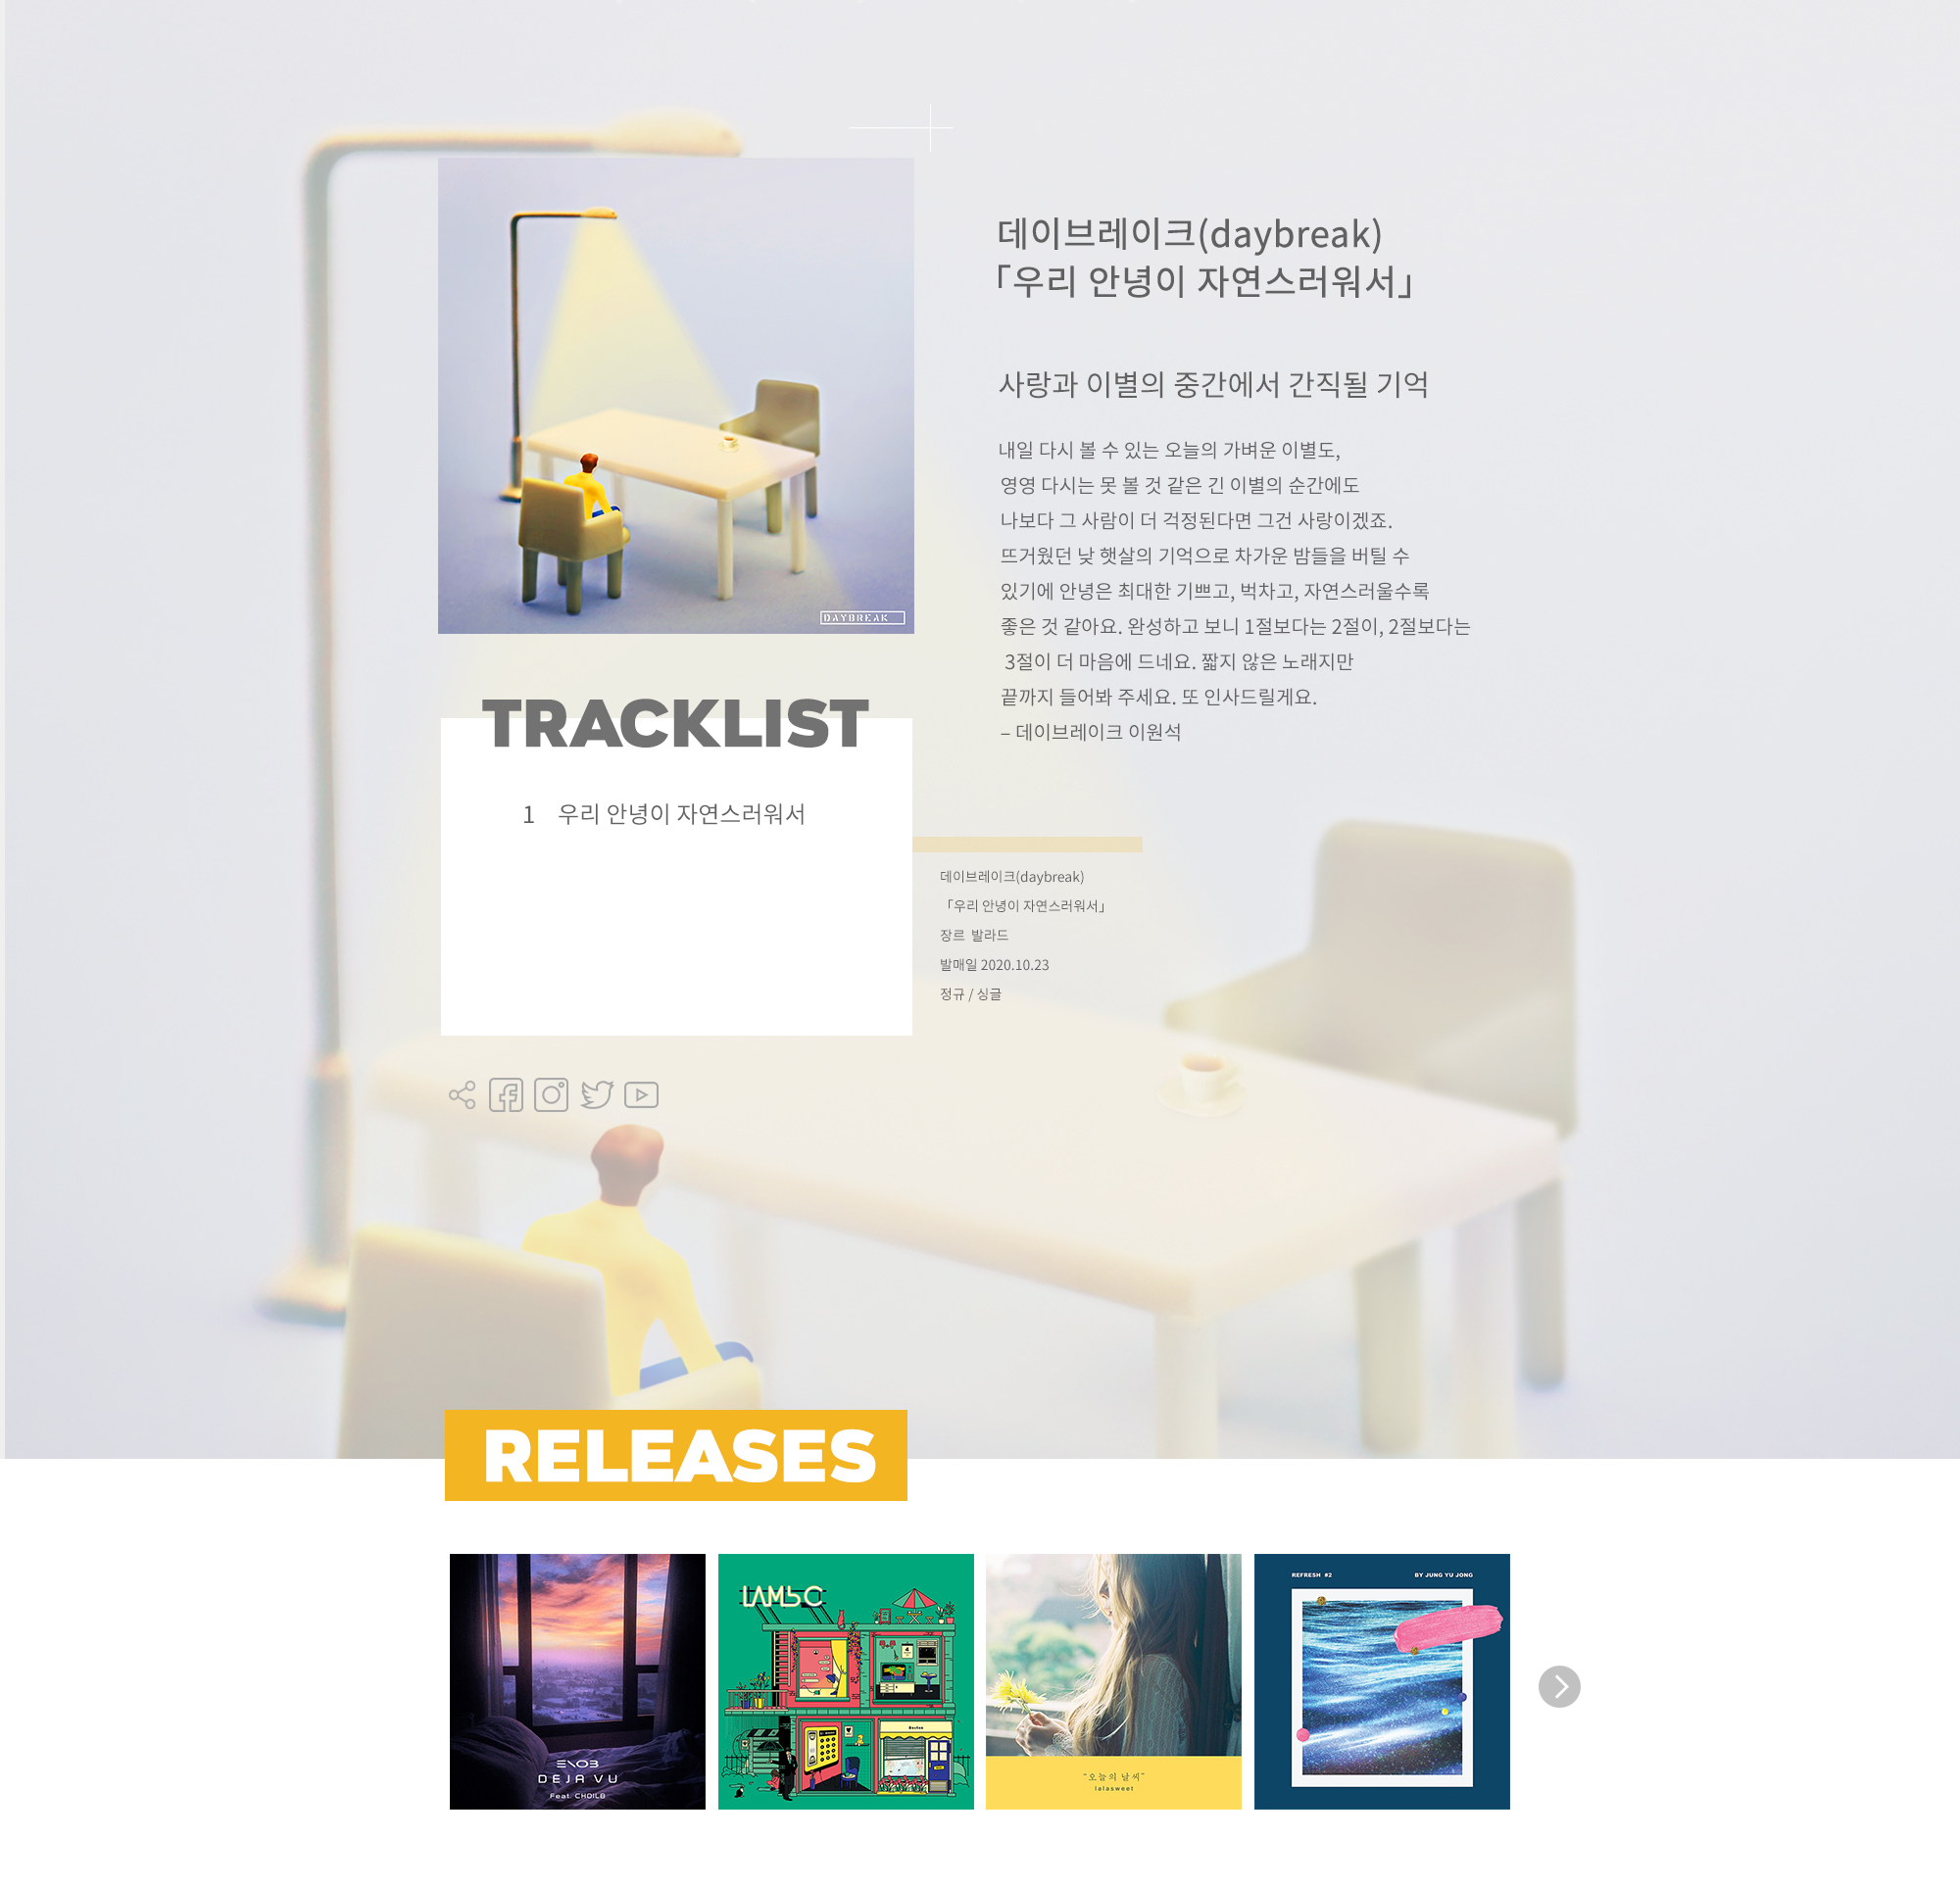 데이브레이크(daybreak)
「우리 안녕이 자연스러워서」
사랑과 이별의 중간에서 간직될 기억
내일 다시 볼 수 있는 오늘의 가벼운 이별도,
영영 다시는 못 볼 것 같은 긴 이별의 순간에도
나보다 그 사람이 더 걱정된다면 그건 사랑이겠죠.
뜨거웠던 낮 햇살의 기억으로 차가운 밤들을 버틸 수
있기에 안녕은 최대한 기쁘고, 벅차고, 자연스러울수록
좋은 것 같아요. 완성하고 보니 1절보다는 2절이, 2절보다는
3절이 더 마음에 드네요. 짧지 않은 노래지만
끝까지 들어봐 주세요. 또 인사드릴게요.
– 데이브레이크 이원석
DAYBREAK
TRACKLIST
1 우리 안녕이 자연스러워서
데이브레이크(daybreak)
「우리 안녕이 자연스러워서」
장르 발라드
발매일 2020.10.23
정규 / 싱글
RELEASES
DEJA VU
Feat. CHOILB
"오늘의 날씨"
lalasweet
REFRESH #2
BY JUNG YU JONG